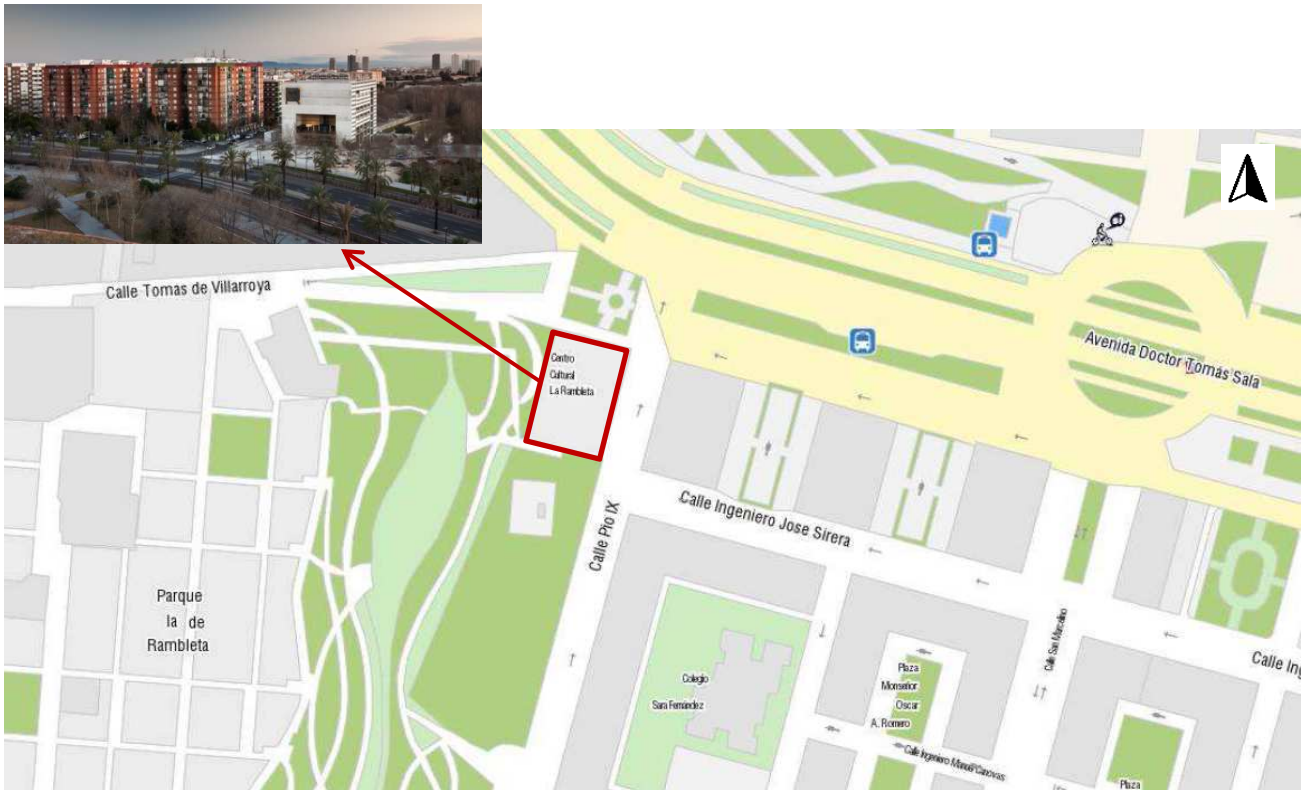 Calle Tomas de Villarroya
Centro
Cultural
La Rambleta
Avenida Doctor Tomás Sala
Calle Ingeniero Jose Sirera
Calle Pio IX
Parque
la de
Rambleta
Colegio
Sara Fernández
Plaza
Monseñor
Oscar
A. Romero
Calle San Marcelino
Calle Ing
Calle Ingeniero Manuel Canovas
Plaza